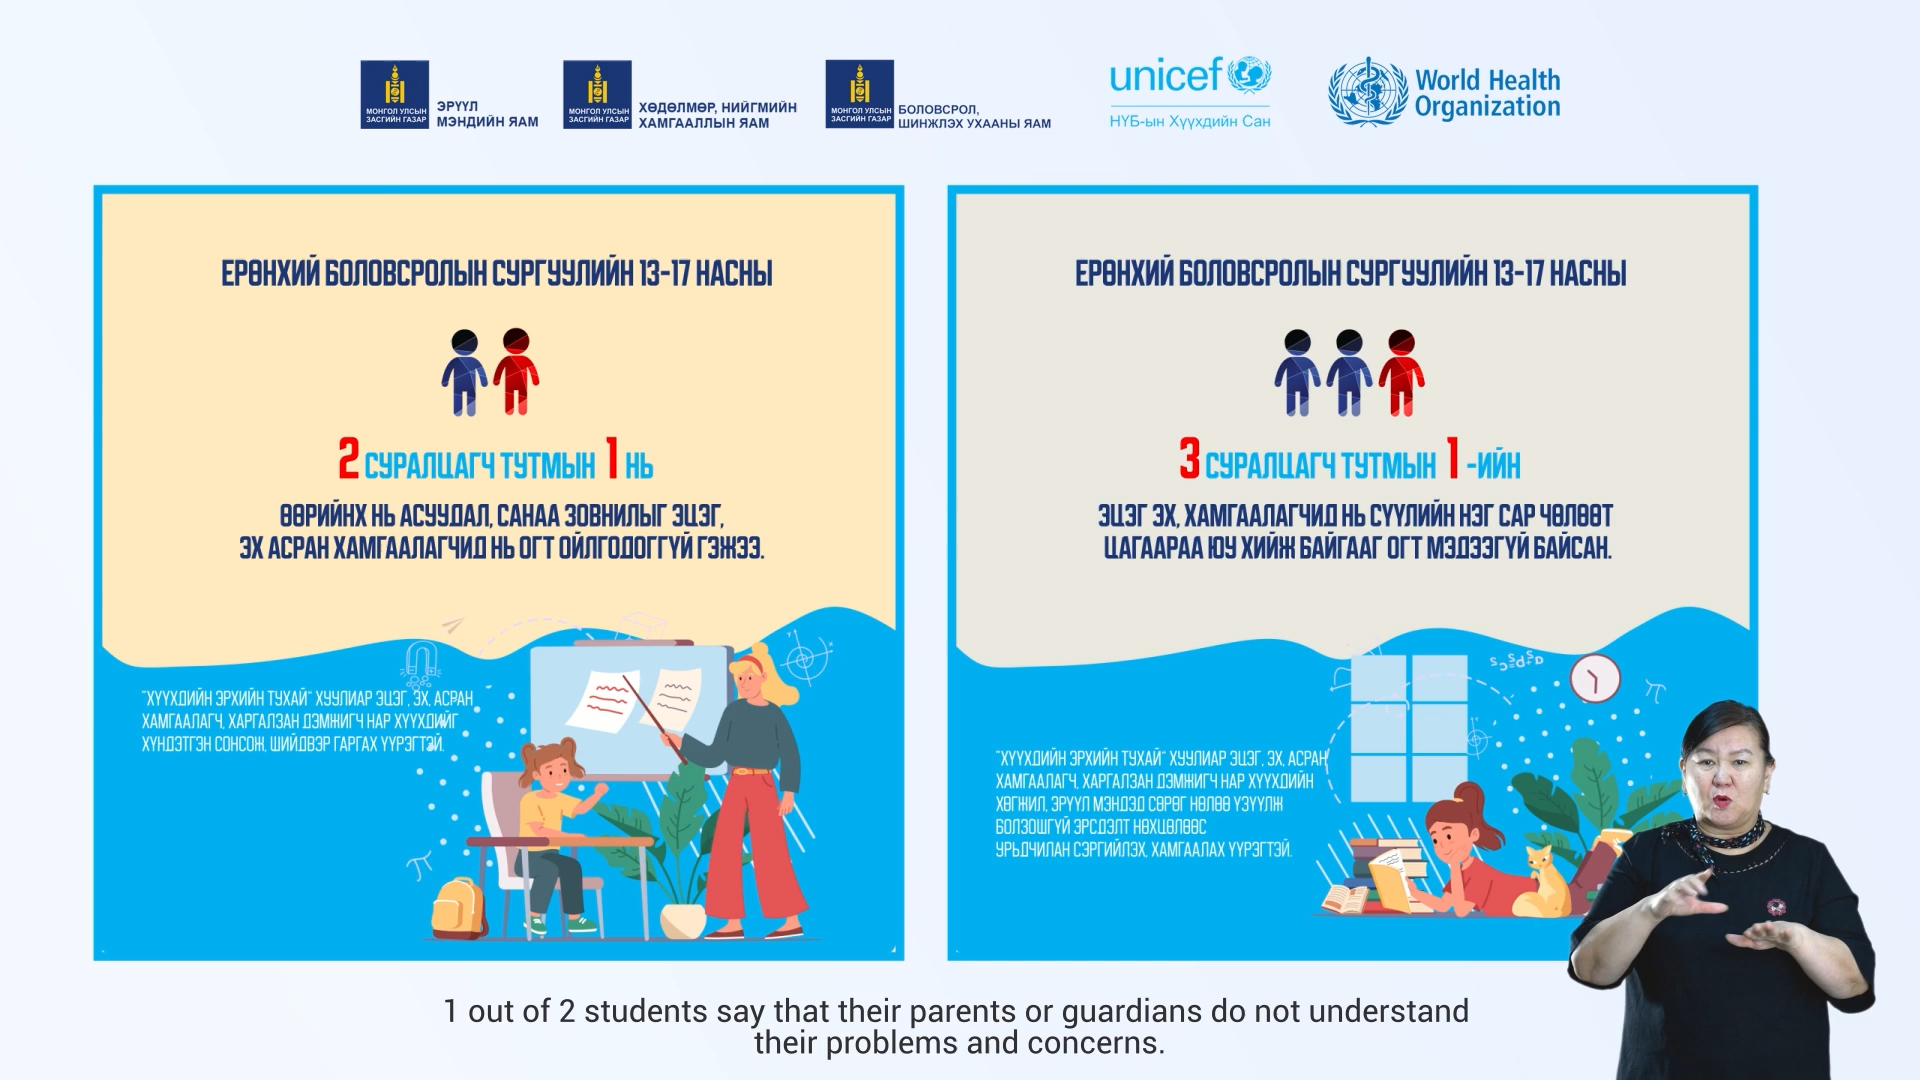 МОНГОЛ УЛСЫН
ЗАСГИЙН ГАЗАР
ЭРҮҮЛ
МЭНДИЙН ЯАМ
МОНГОЛ УЛСЫН
ЗАСГИЙН ГАЗАР
ХӨДӨЛМӨР, НИЙГМИЙН
ХАМГААЛЛЫН ЯАМ
МОНГОЛ УЛСЫН
ЗАСГИЙН ГАЗАР
БОЛОВСРОЛ,
ШИНЖЛЭХ УХААНЫ ЯАМ
unicef
НҮБ-ын Хүүхдийн Сан
World Health
Organization
ЕРӨНХИЙ БОЛОВСРОЛЫН СУРГУУЛИЙН 13-17 НАСНЫ
2 СУРАЛЦАГЧ ТУТМЫН 1 НЬ
ӨӨРИЙНХ НЬ АСУУДАЛ, САНАА ЗОВНИЛЫГ ЭЦЭГ,
ЭХ АСРАН ХАМГААЛАГЧИД НЬ ОГТ ОЙЛГОДОГГҮЙ ГЭЖЭЭ.
"ХҮҮХДИЙН ЭРХИЙН ТУХАЙ" ХУУЛИАР ЭЦЭГ, ЭХ, АСРАН
ХАМГААЛАГЧ, ХАРГАЛЗАН ДЭМЖИГЧ НАР ХҮҮХДИЙГ
ХҮНДЭТГЭН СОНСОЖ, ШИЙДВЭР ГАРГАХ ҮҮРЭГТЭЙ.
ЕРӨНХИЙ БОЛОВСРОЛЫН СУРГУУЛИЙН 13-17 НАСНЫ
3 СУРАЛЦАГЧ ТУТМЫН 1 -ИЙН
ЭЦЭГ ЭХ, ХАМГААЛАГЧИД НЬ СҮҮЛИЙН НЭГ САР ЧӨЛӨӨТ
ЦАГААРАА ЮУ ХИЙЖ БАЙГААГ ОГТ МЭДЭЭГҮЙ БАЙСАН.
"ХҮҮХДИЙН ЭРХИЙН ТУХАЙ" ХУУЛИАР ЭЦЭГ, ЭХ, АСРАН
ХАМГААЛАГЧ, ХАРГАЛЗАН ДЭМЖИГЧ НАР ХҮҮХДИЙН
ХӨГЖИЛ, ЭРҮҮЛ МЭНДЭД СӨРӨГ НӨЛӨӨ ҮЗҮҮЛЖ
БОЛЗОШГҮЙ ЭРСДЭЛТ НӨХЦӨЛӨӨС
УРЬДЧИЛАН СЭРГИЙЛЭХ, ХАМГААЛАХ ҮҮРЭГТЭЙ.
1 out of 2 students say that their parents or guardians do not understand
their problems and concerns.